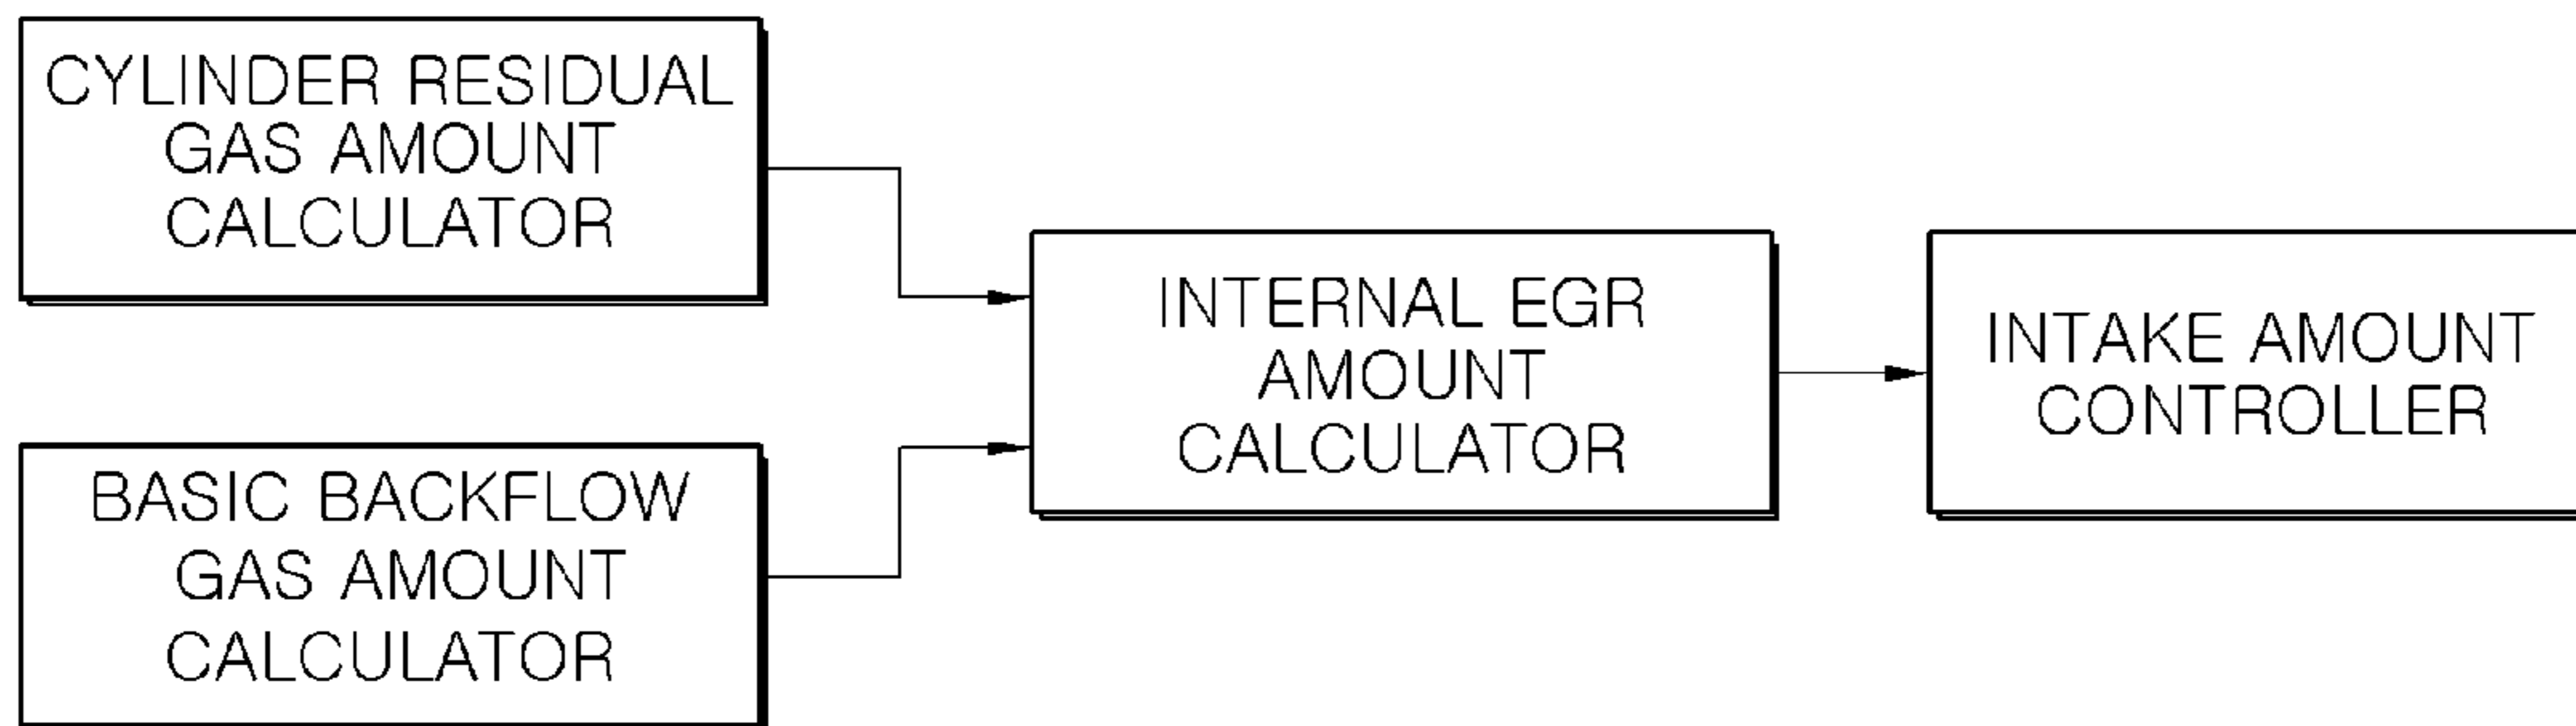 CYLINDER RESIDUAL
GAS AMOUNT
CALCULATOR
BASIC BACKFLOW
GAS AMOUNT
CALCULATOR
INTERNAL EGR
AMOUNT
CALCULATOR
INTAKE AMOUNT
CONTROLLER